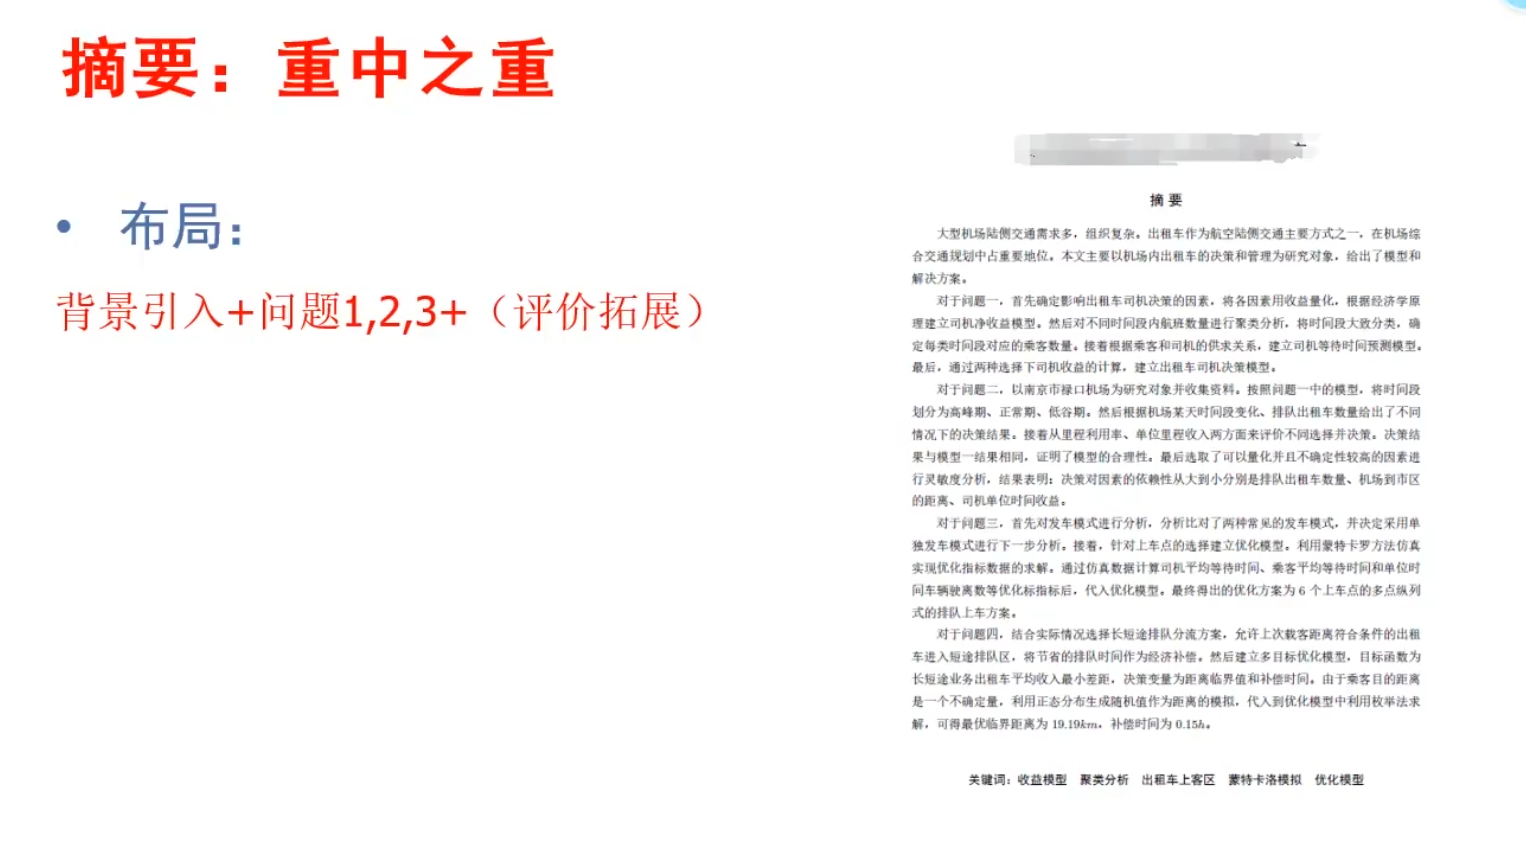 摘要：重中之重
• 布局：
背景引入+问题1,2,3+（评价拓展）
摘 要
大型机场陆侧交通需求多，组织复杂。出租车作为航空陆侧交通主要方式之一，在机场综
合交通规划中占重要地位。本文主要以机场内出租车的决策和管理为研究对象，给出了模型和
解决方案。
对于问题一，首先确定影响出租车司机决策的因素，将各因素用收益量化，根据经济学原
理建立司机净收益模型。然后对不同时间段内航班数量进行聚类分析，将时间段大致分类，确
定每类时间段对应的乘客数量。接着根据乘客和司机的供求关系，建立司机等待时间预测模型。
最后，通过两种选择下司机收益的计算，建立出租车司机决策模型。
对于问题二，以南京市禄口机场为研究对象并收集资料。按照问题一中的模型，将时间段
划分为高峰期、正常期、低谷期。然后根据机场某天时间段变化、排队出租车数量给出了不同
情况下的决策结果。接着从里程利用率、单位里程收入两方面来评价不同选择并决策。决策结
果与模型一结果相同，证明了模型的合理性。最后选取了可以量化并且不确定性较高的因素进
行灵敏度分析，结果表明：决策对因素的依赖性从大到小分别是排队出租车数量、机场到市区
的距离、司机单位时间收益。
对于问题三，首先对发车模式进行分析，分析比对了两种常见的发车模式，并决定采用单
独发车模式进行下一步分析。接着，针对上车点的选择建立优化模型。利用蒙特卡罗方法仿真
实现优化指标数据的求解。通过仿真数据计算司机平均等待时间、乘客平均等待时间和单位时
间车辆驶离数等优化标指标后，代入优化模型。最终得出的优化方案为 6 个上车点的多点纵列
式的排队上车方案。
对于问题四，结合实际情况选择长短途排队分流方案，允许上次载客距离符合条件的出租
车进入短途排队区，将节省的排队时间作为经济补偿。然后建立多目标优化模型，目标函数为
长短途业务出租车平均收入最小差距，决策变量为距离临界值和补偿时间。由于乘客目的距离
是一个不确定量，利用正态分布生成随机值作为距离的模拟，代入到优化模型中利用枚举法求
解，可得最优临界距离为 19.19km，补偿时间为 0.15h。
关键词：收益模型 聚类分析 出租车上客区 蒙特卡洛模拟 优化模型